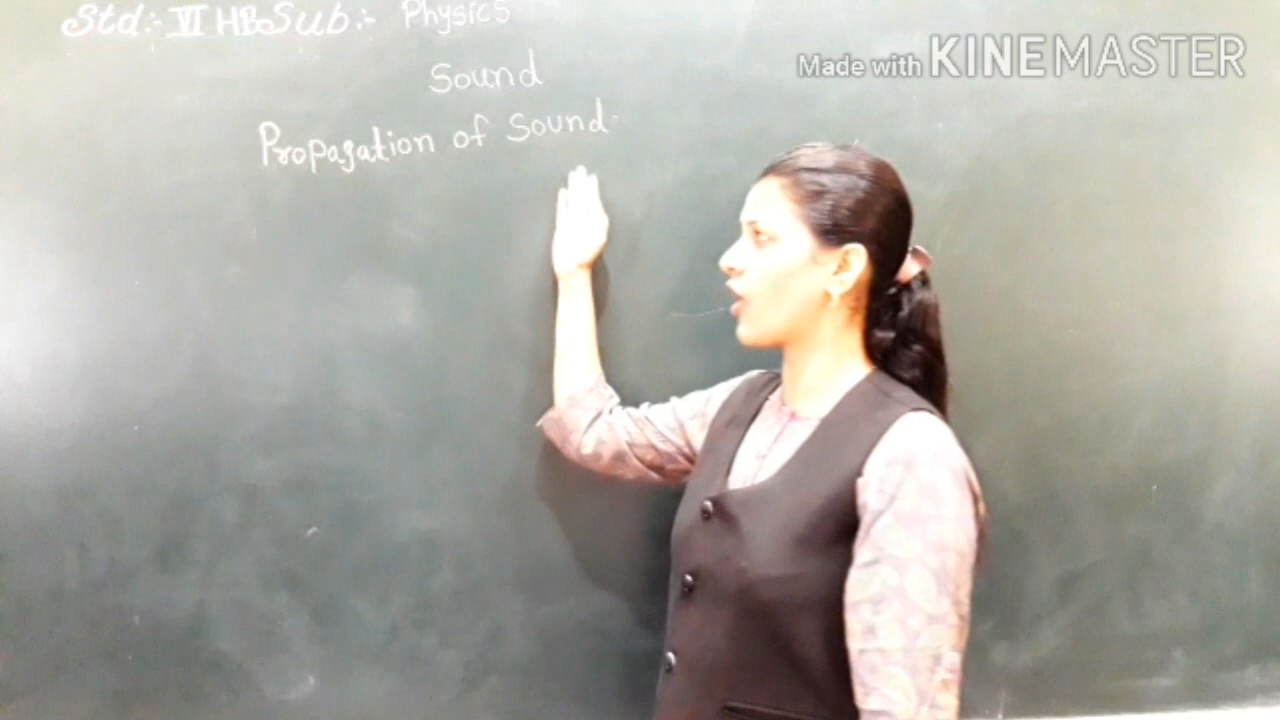 Std:- VI HB Sub:- Physics
Made with KINEMASTER
Sound
Propagation of Sound.